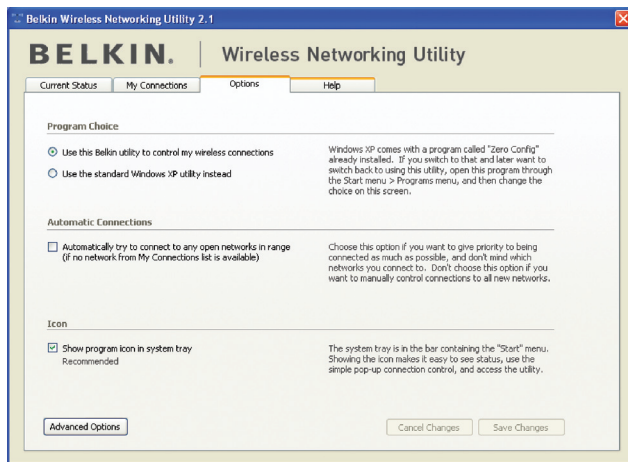 Belkin Wireless Networking Utility 2.1
BELKIN. Wireless Networking Utility
Current Status
My Connections
Options
Help
Program Choice
Use this Belkin utility to control my wireless connections
Use the standard Windows XP utility instead
Windows XP comes with a program called "Zero Config"
already installed. If you switch to that and later want to
switch back to using this utility, open this program through
the Start menu > Programs menu, and then change the
choice on this screen.
Automatic Connections
Automatically try to connect to any open networks in range
(if no network from My Connections list is available)
Choose this option if you want to give priority to being
connected as much as possible, and don't mind which
networks you connect to. Don't choose this option if you
want to manually control connections to all new networks.
Icon
Show program icon in system tray
Recommended
The system tray is in the bar containing the "Start" menu.
Showing the icon makes it easy to see status, use the
simple pop-up connection control, and access the utility.
Advanced Options
Cancel Changes
Save Changes